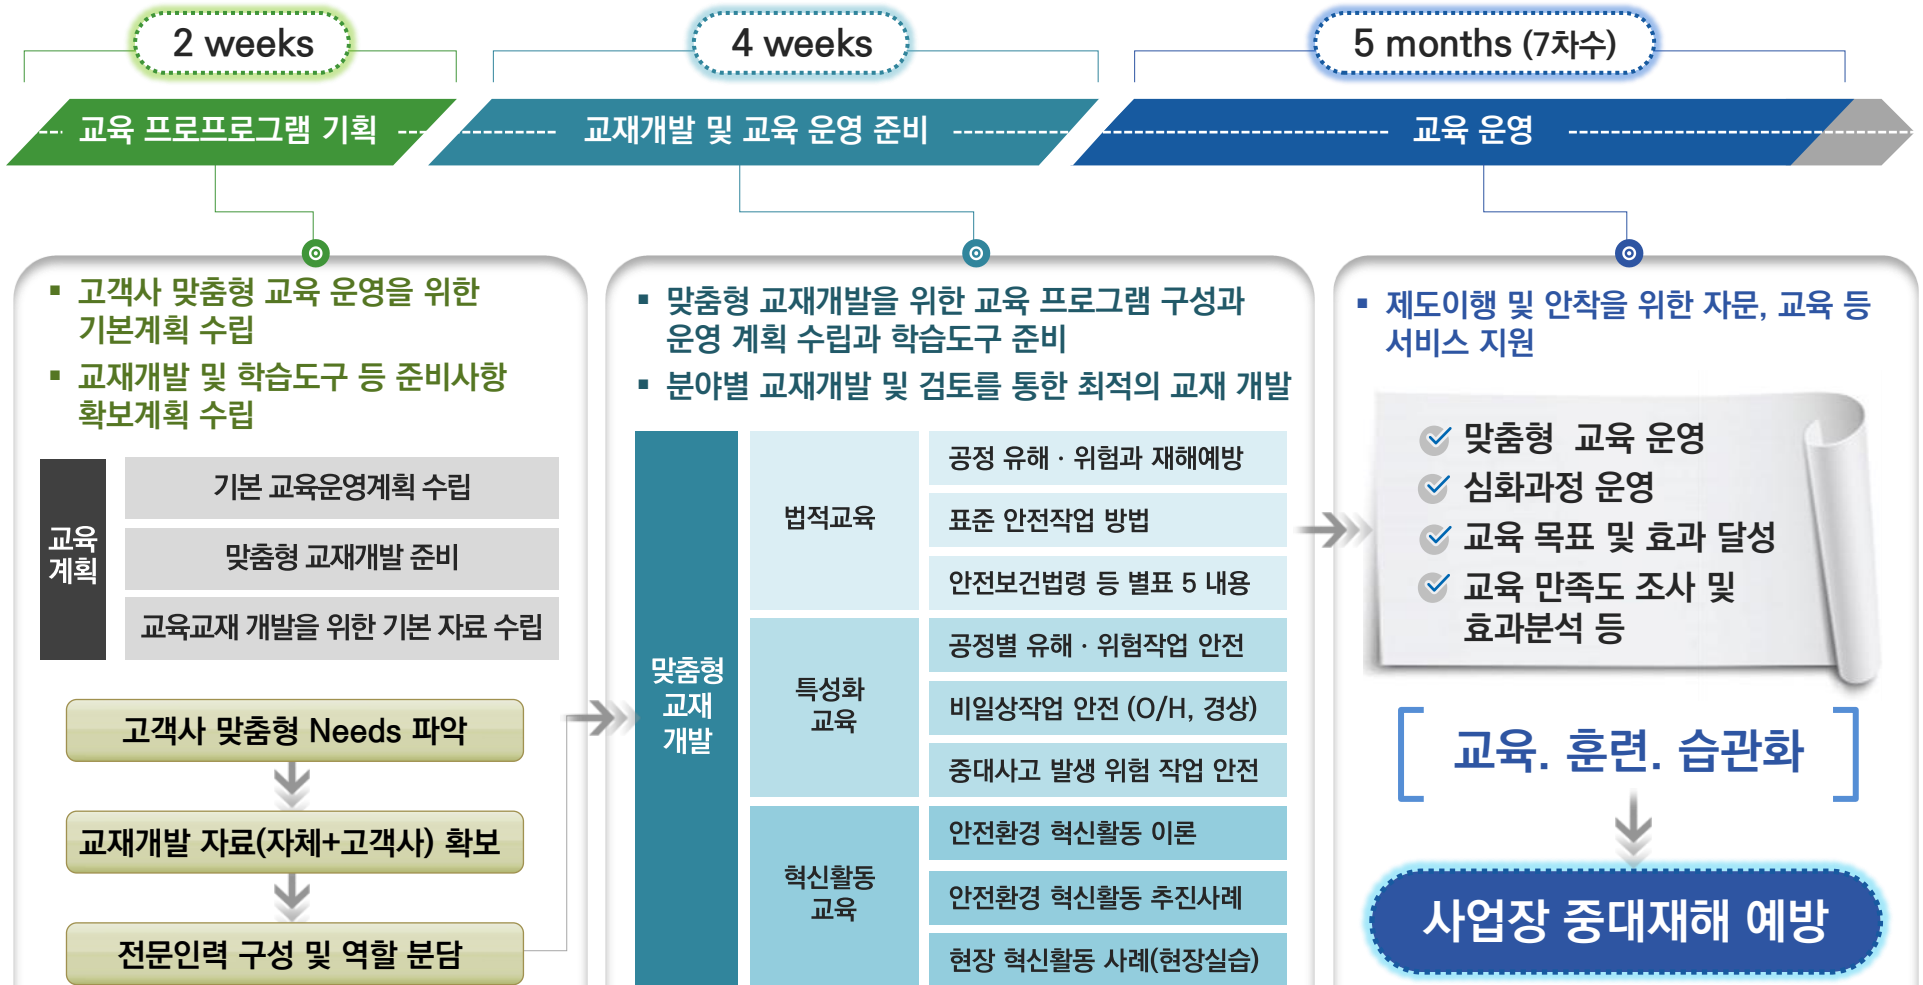 2 weeks
4 weeks
5 months (7차수)
교육 프로프로그램 기획
교재개발 및 교육 운영 준비
교육 운영
▪ 고객사 맞춤형 교육 운영을 위한
기본계획 수립
▪ 교재개발 및 학습도구 등 준비사항
확보계획 수립
교육
계획
기본 교육운영계획 수립
맞춤형 교재개발 준비
교육교재 개발을 위한 기본 자료 수립
고객사 맞춤형 Needs 파악
교재개발 자료(자체+고객사) 확보
전문인력 구성 및 역할 분담
▪ 맞춤형 교재개발을 위한 교육 프로그램 구성과
운영 계획 수립과 학습도구 준비
▪ 분야별 교재개발 및 검토를 통한 최적의 교재 개발
맞춤형
교재
개발
법적교육
공정 유해 · 위험과 재해예방
표준 안전작업 방법
안전보건법령 등 별표 5 내용
특성화
교육
공정별 유해 · 위험작업 안전
비일상작업 안전 (O/H, 경상)
중대사고 발생 위험 작업 안전
혁신활동
교육
안전환경 혁신활동 이론
안전환경 혁신활동 추진사례
현장 혁신활동 사례(현장실습)
▪ 제도이행 및 안착을 위한 자문, 교육 등
서비스 지원
맞춤형 교육 운영
심화과정 운영
교육 목표 및 효과 달성
교육 만족도 조사 및
효과분석 등
교육. 훈련. 습관화
사업장 중대재해 예방